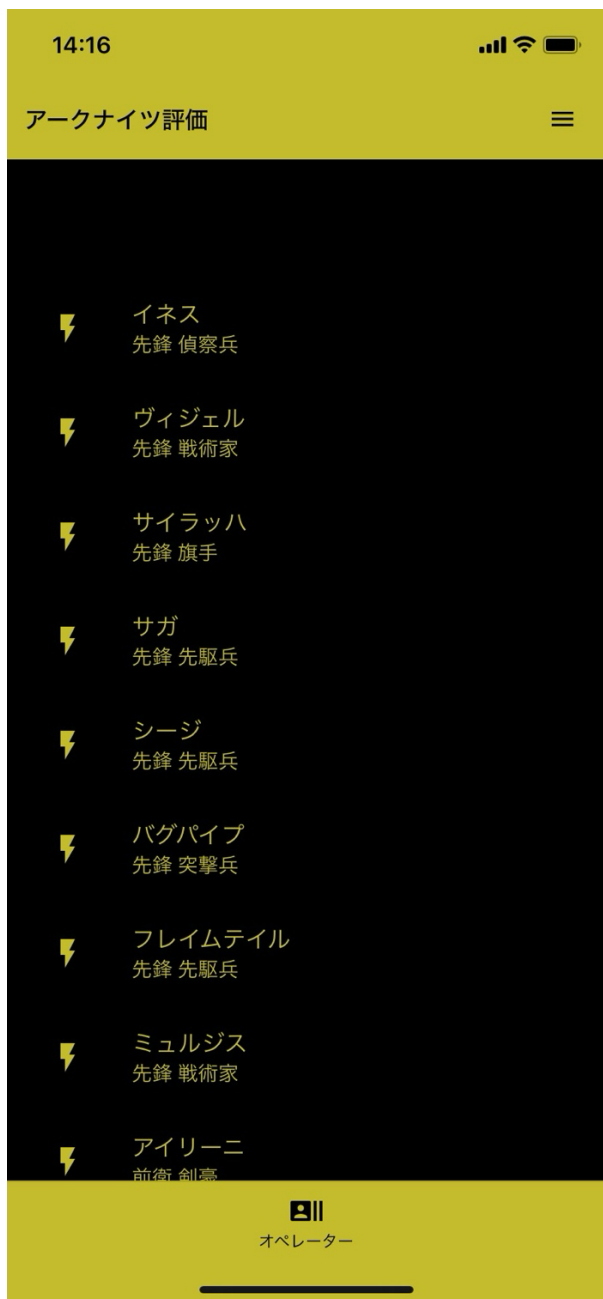 14:16
アークナイツ評価
イネス
先鋒 偵察兵
ヴィジェル
先鋒 戦術家
サイラッハ
先鋒 旗手
サガ
先鋒 先駆兵
シージ
先鋒 先駆兵
バグパイプ
先鋒 突撃兵
フレイムテイル
先鋒 先駆兵
ミュルジス
先鋒 戦術家
アイリーニ
前衛 剣豪
オペレーター